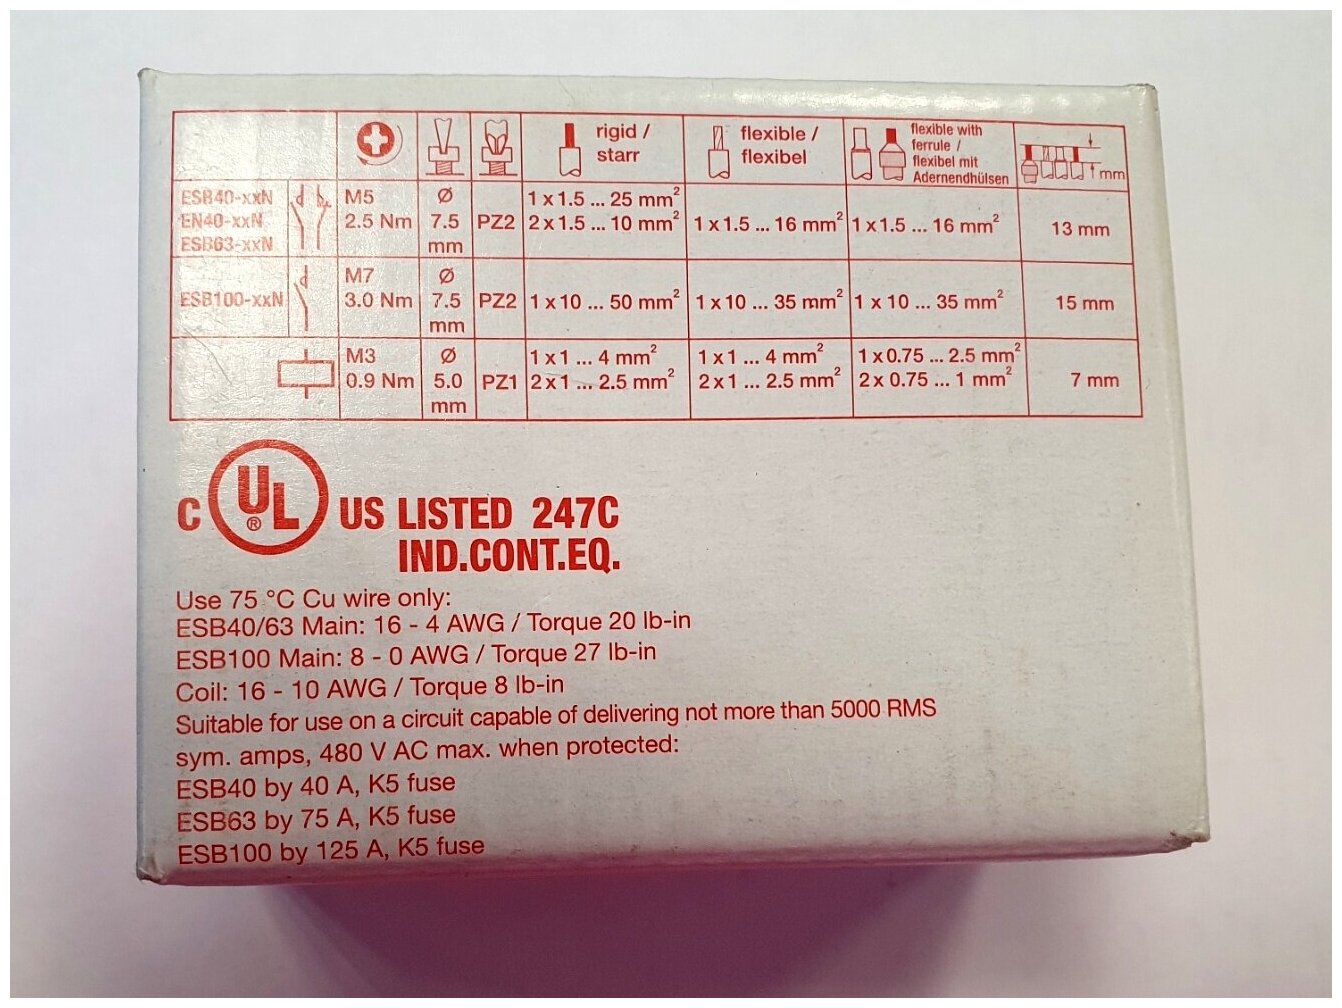 rigid /
starr
flexible /
flexibel
flexible with
ferrule /
flexibel mit
Adernendhülsen
mm
ESB40-xxN
EN40-xxN
ESB63-xxN
M5
2.5 Nm
Ø
7.5
mm
PZ2
1 x 1.5 ... 25 mm²
2 x 1.5 ... 10 mm²
1 x 1.5 ... 16 mm²
1 x 1.5 ... 16 mm²
13 mm
ESB100-xxN
M7
3.0 Nm
Ø
7.5
mm
PZ2
1 x 10 ... 50 mm²
1 x 10 ... 35 mm²
1 x 10 ... 35 mm²
15 mm
M3
0.9 Nm
Ø
5.0
mm
PZ1
1 x 1 ... 4 mm²
2 x 1 ... 2.5 mm²
1 x 1 ... 4 mm²
2 x 1 ... 2.5 mm²
1 x 0.75 ... 2.5 mm²
2 x 0.75 ... 1 mm²
7 mm
C UL® US LISTED 247C
IND.CONT.EQ.
Use 75 °C Cu wire only:
ESB40/63 Main: 16 - 4 AWG / Torque 20 lb-in
ESB100 Main: 8 - 0 AWG / Torque 27 lb-in
Coil: 16 - 10 AWG / Torque 8 lb-in
Suitable for use on a circuit capable of delivering not more than 5000 RMS
sym. amps, 480 V AC max. when protected:
ESB40 by 40 A, K5 fuse
ESB63 by 75 A, K5 fuse
ESB100 by 125 A, K5 fuse